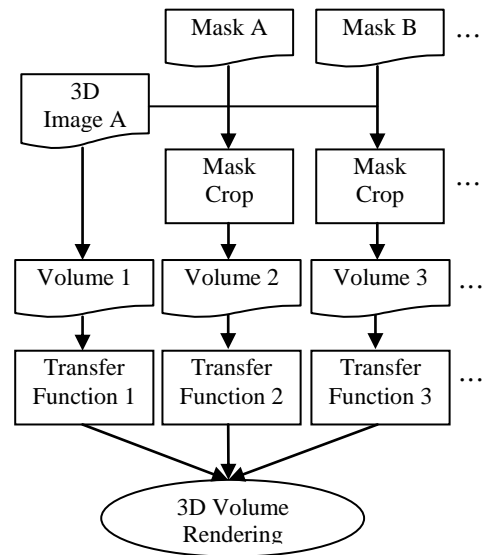 Mask A
Mask B
...
3D
Image A
Mask
Crop
Mask
Crop
...
Volume 1
Volume 2
Volume 3
...
Transfer
Function 1
Transfer
Function 2
Transfer
Function 3
...
3D Volume
Rendering